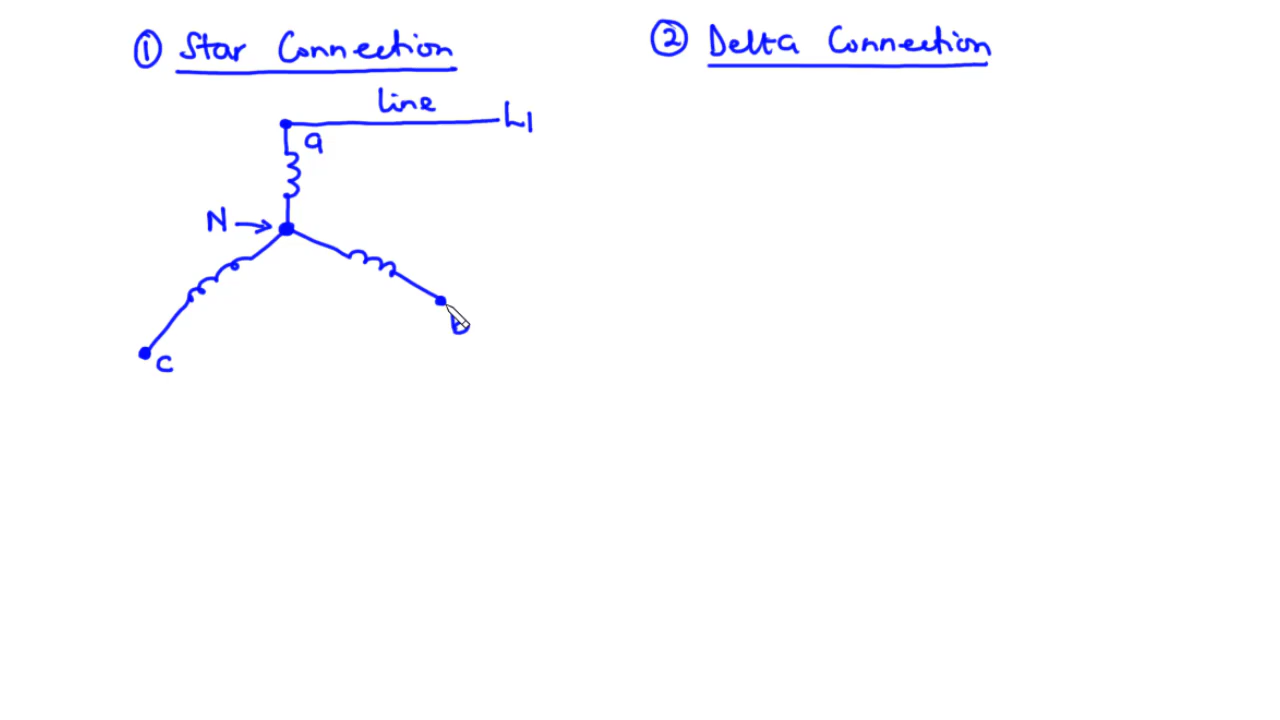 ① Star Connection
② Delta Connection
line
L1
a
N
b
C